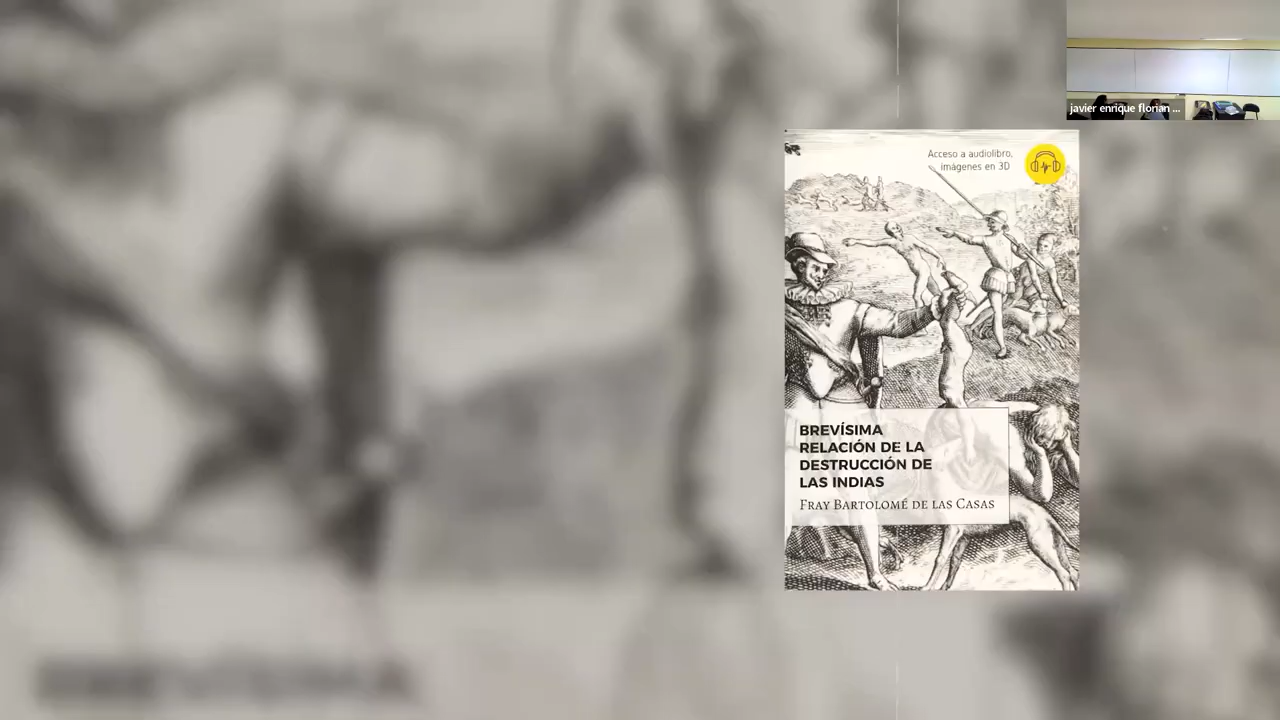 javier enrique florian ...
Acceso a audiolibro,
imágenes en 3D
BREVÍSIMA
RELACIÓN DE LA
DESTRUCCIÓN DE
LAS INDIAS
FRAY BARTOLOMÉ DE LAS CASAS